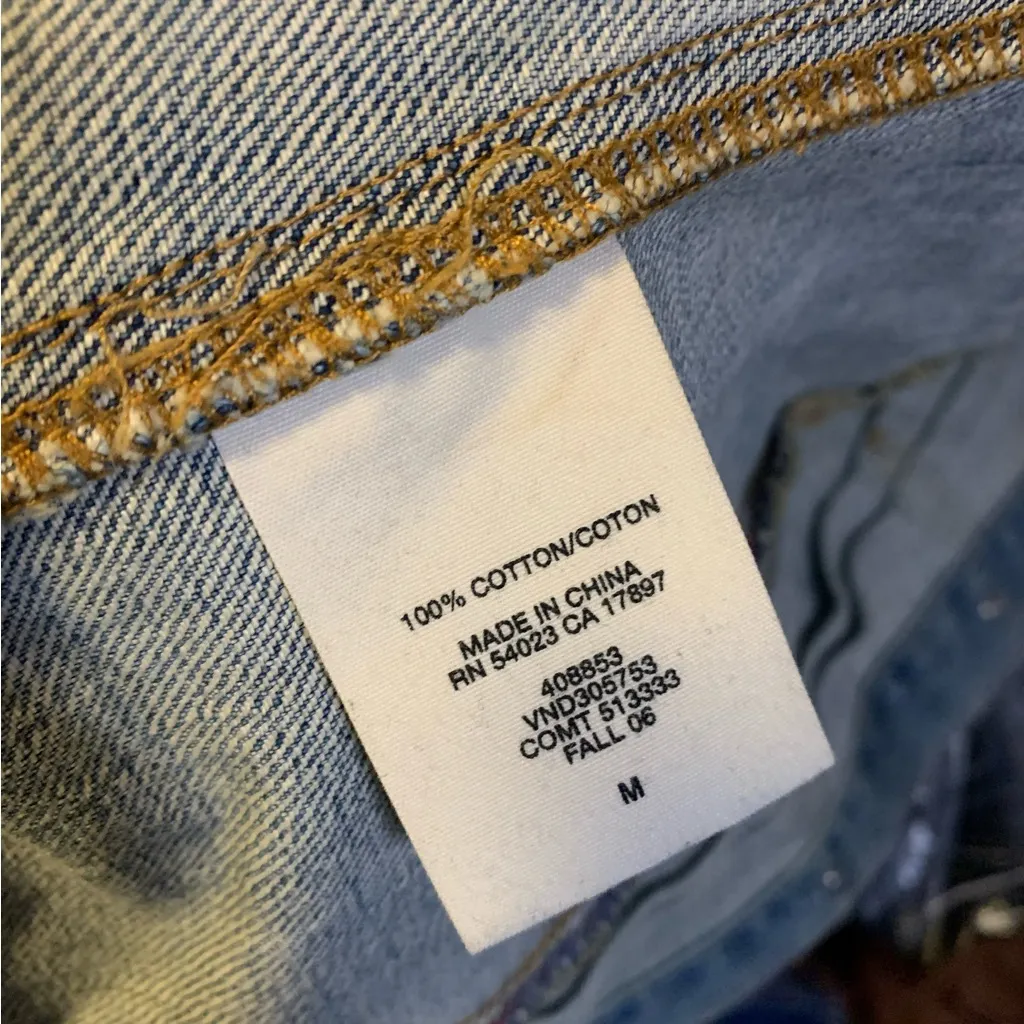 100% COTTON/COTON
MADE IN CHINA
RN 54023 CA 17897
408853
VND305753
COMT 513333
FALL 06
M